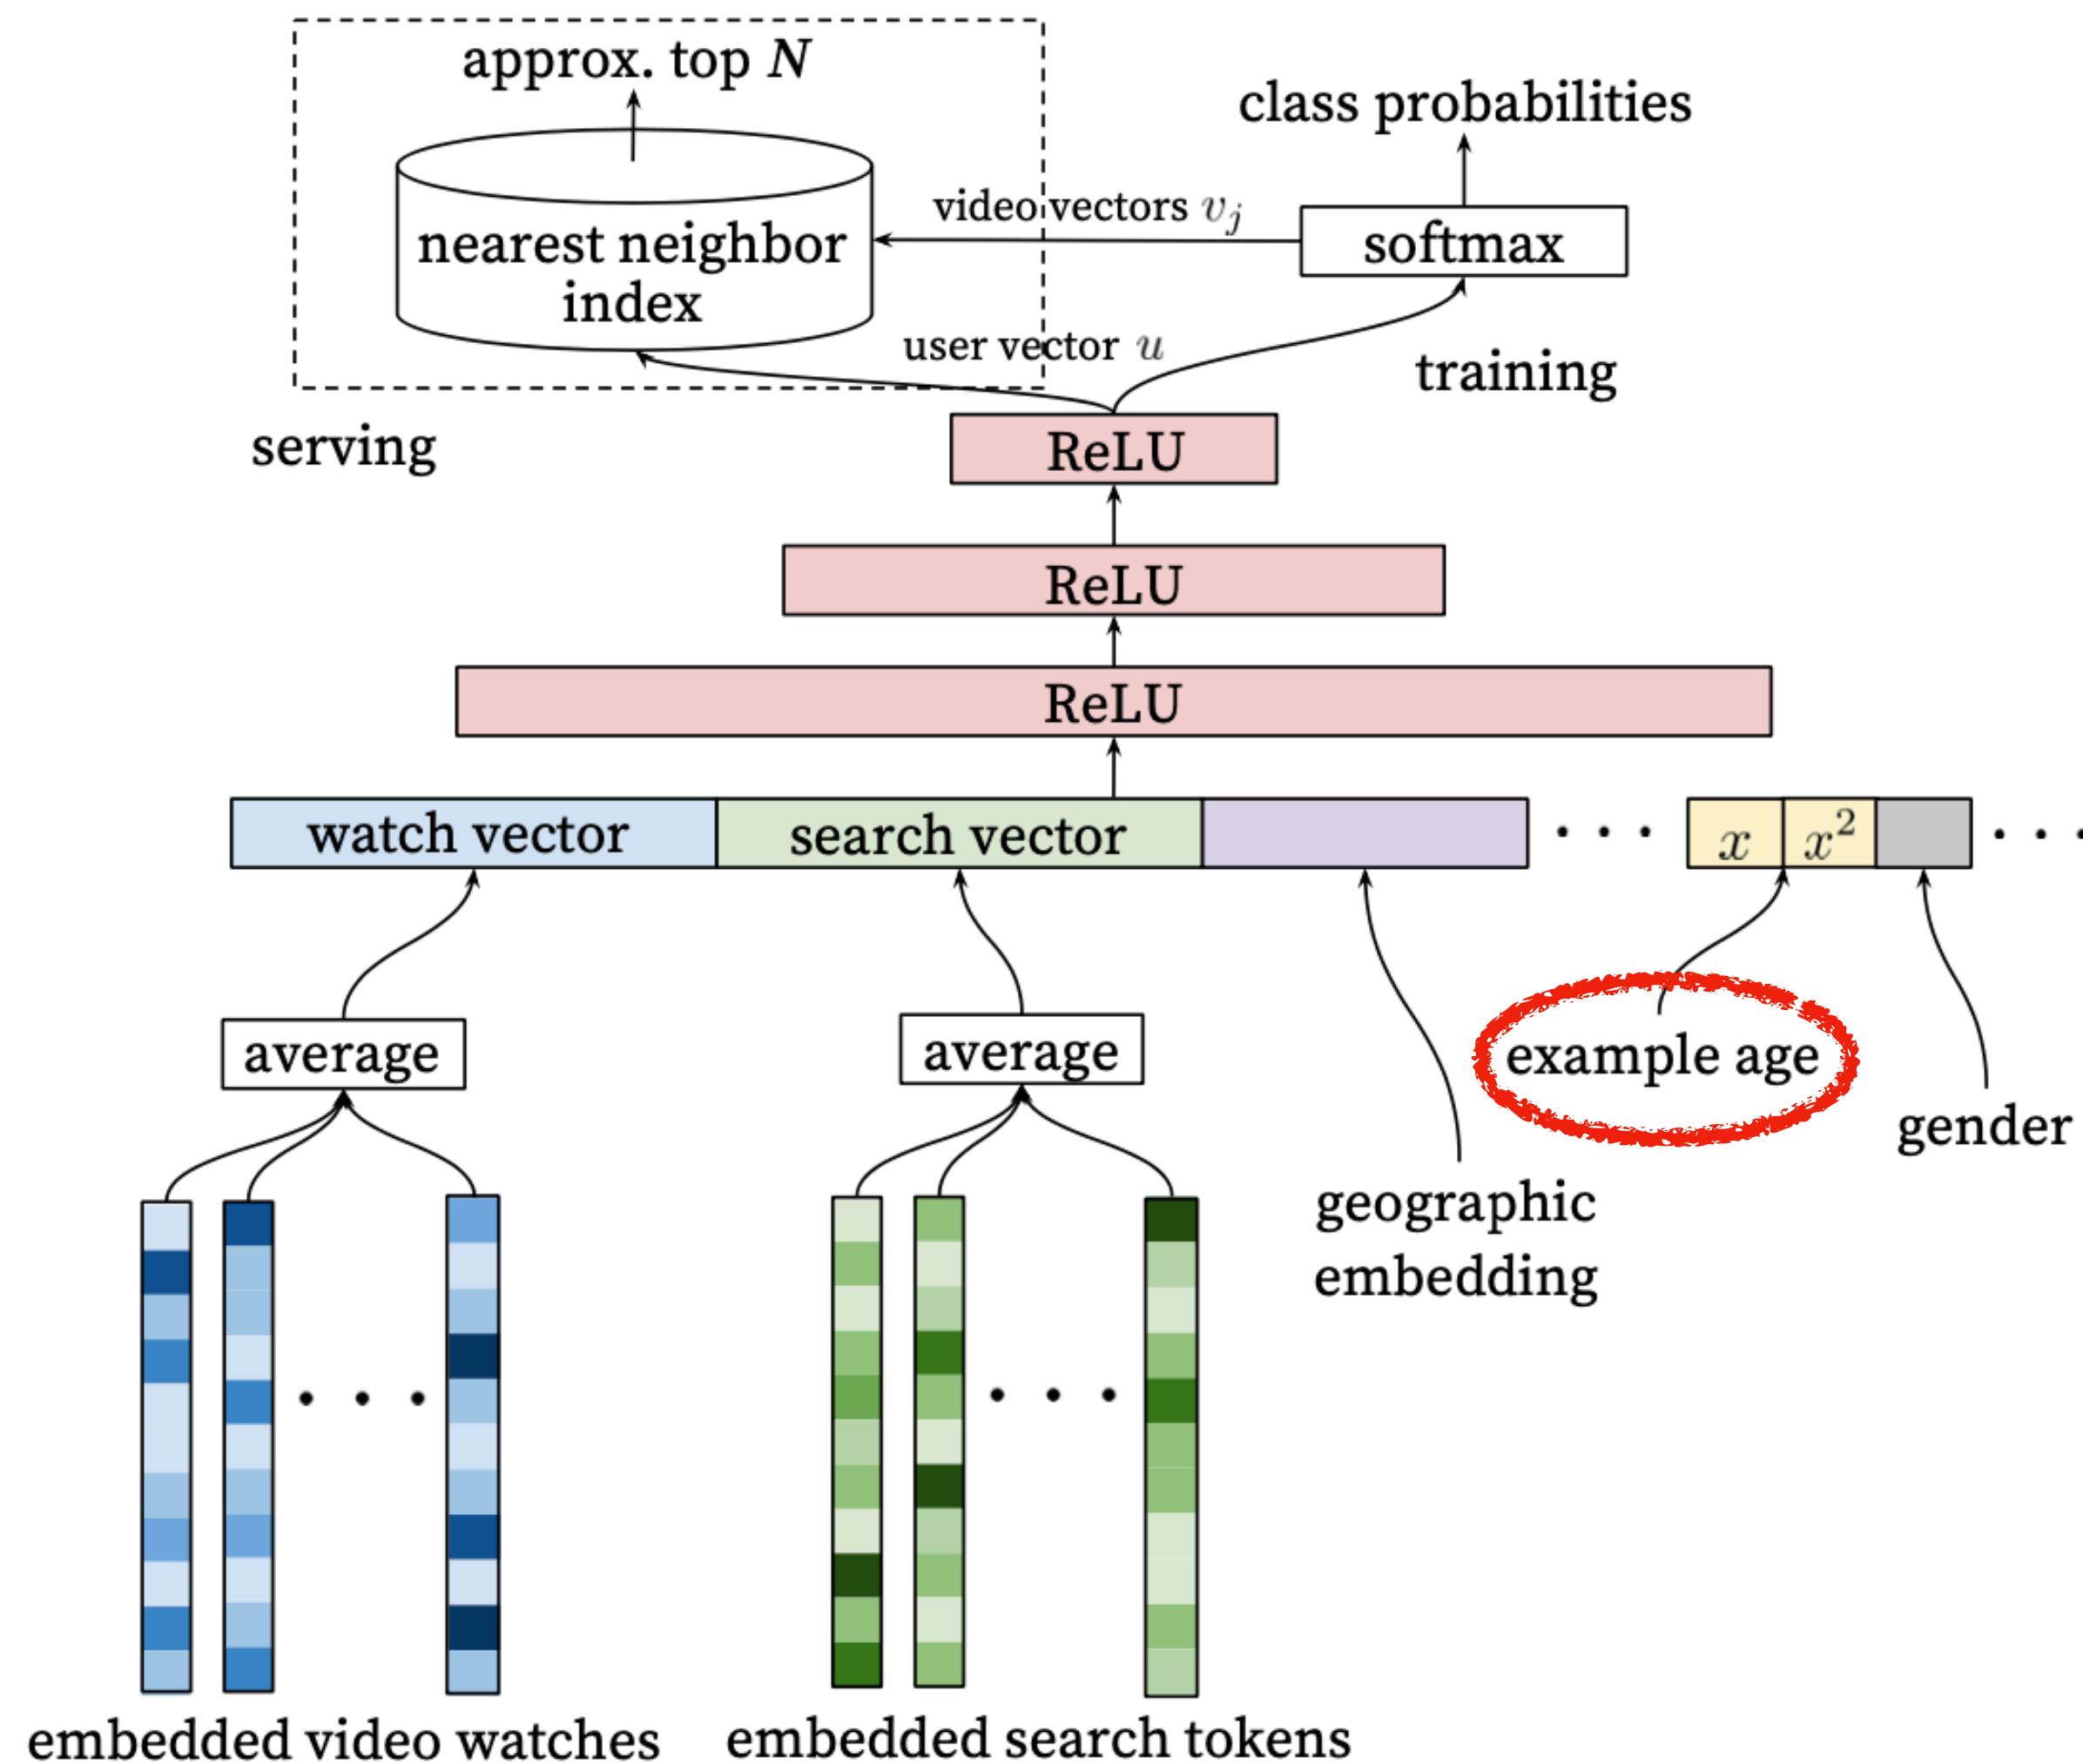 approx. top N
class probabilities
video vectors v_j
nearest neighbor
index
softmax
user vector u
training
serving
ReLU
ReLU
ReLU
watch vector
search vector
. . .
x
x²
. . .
average
average
example age
gender
geographic
embedding
. . .
. . .
embedded video watches
embedded search tokens